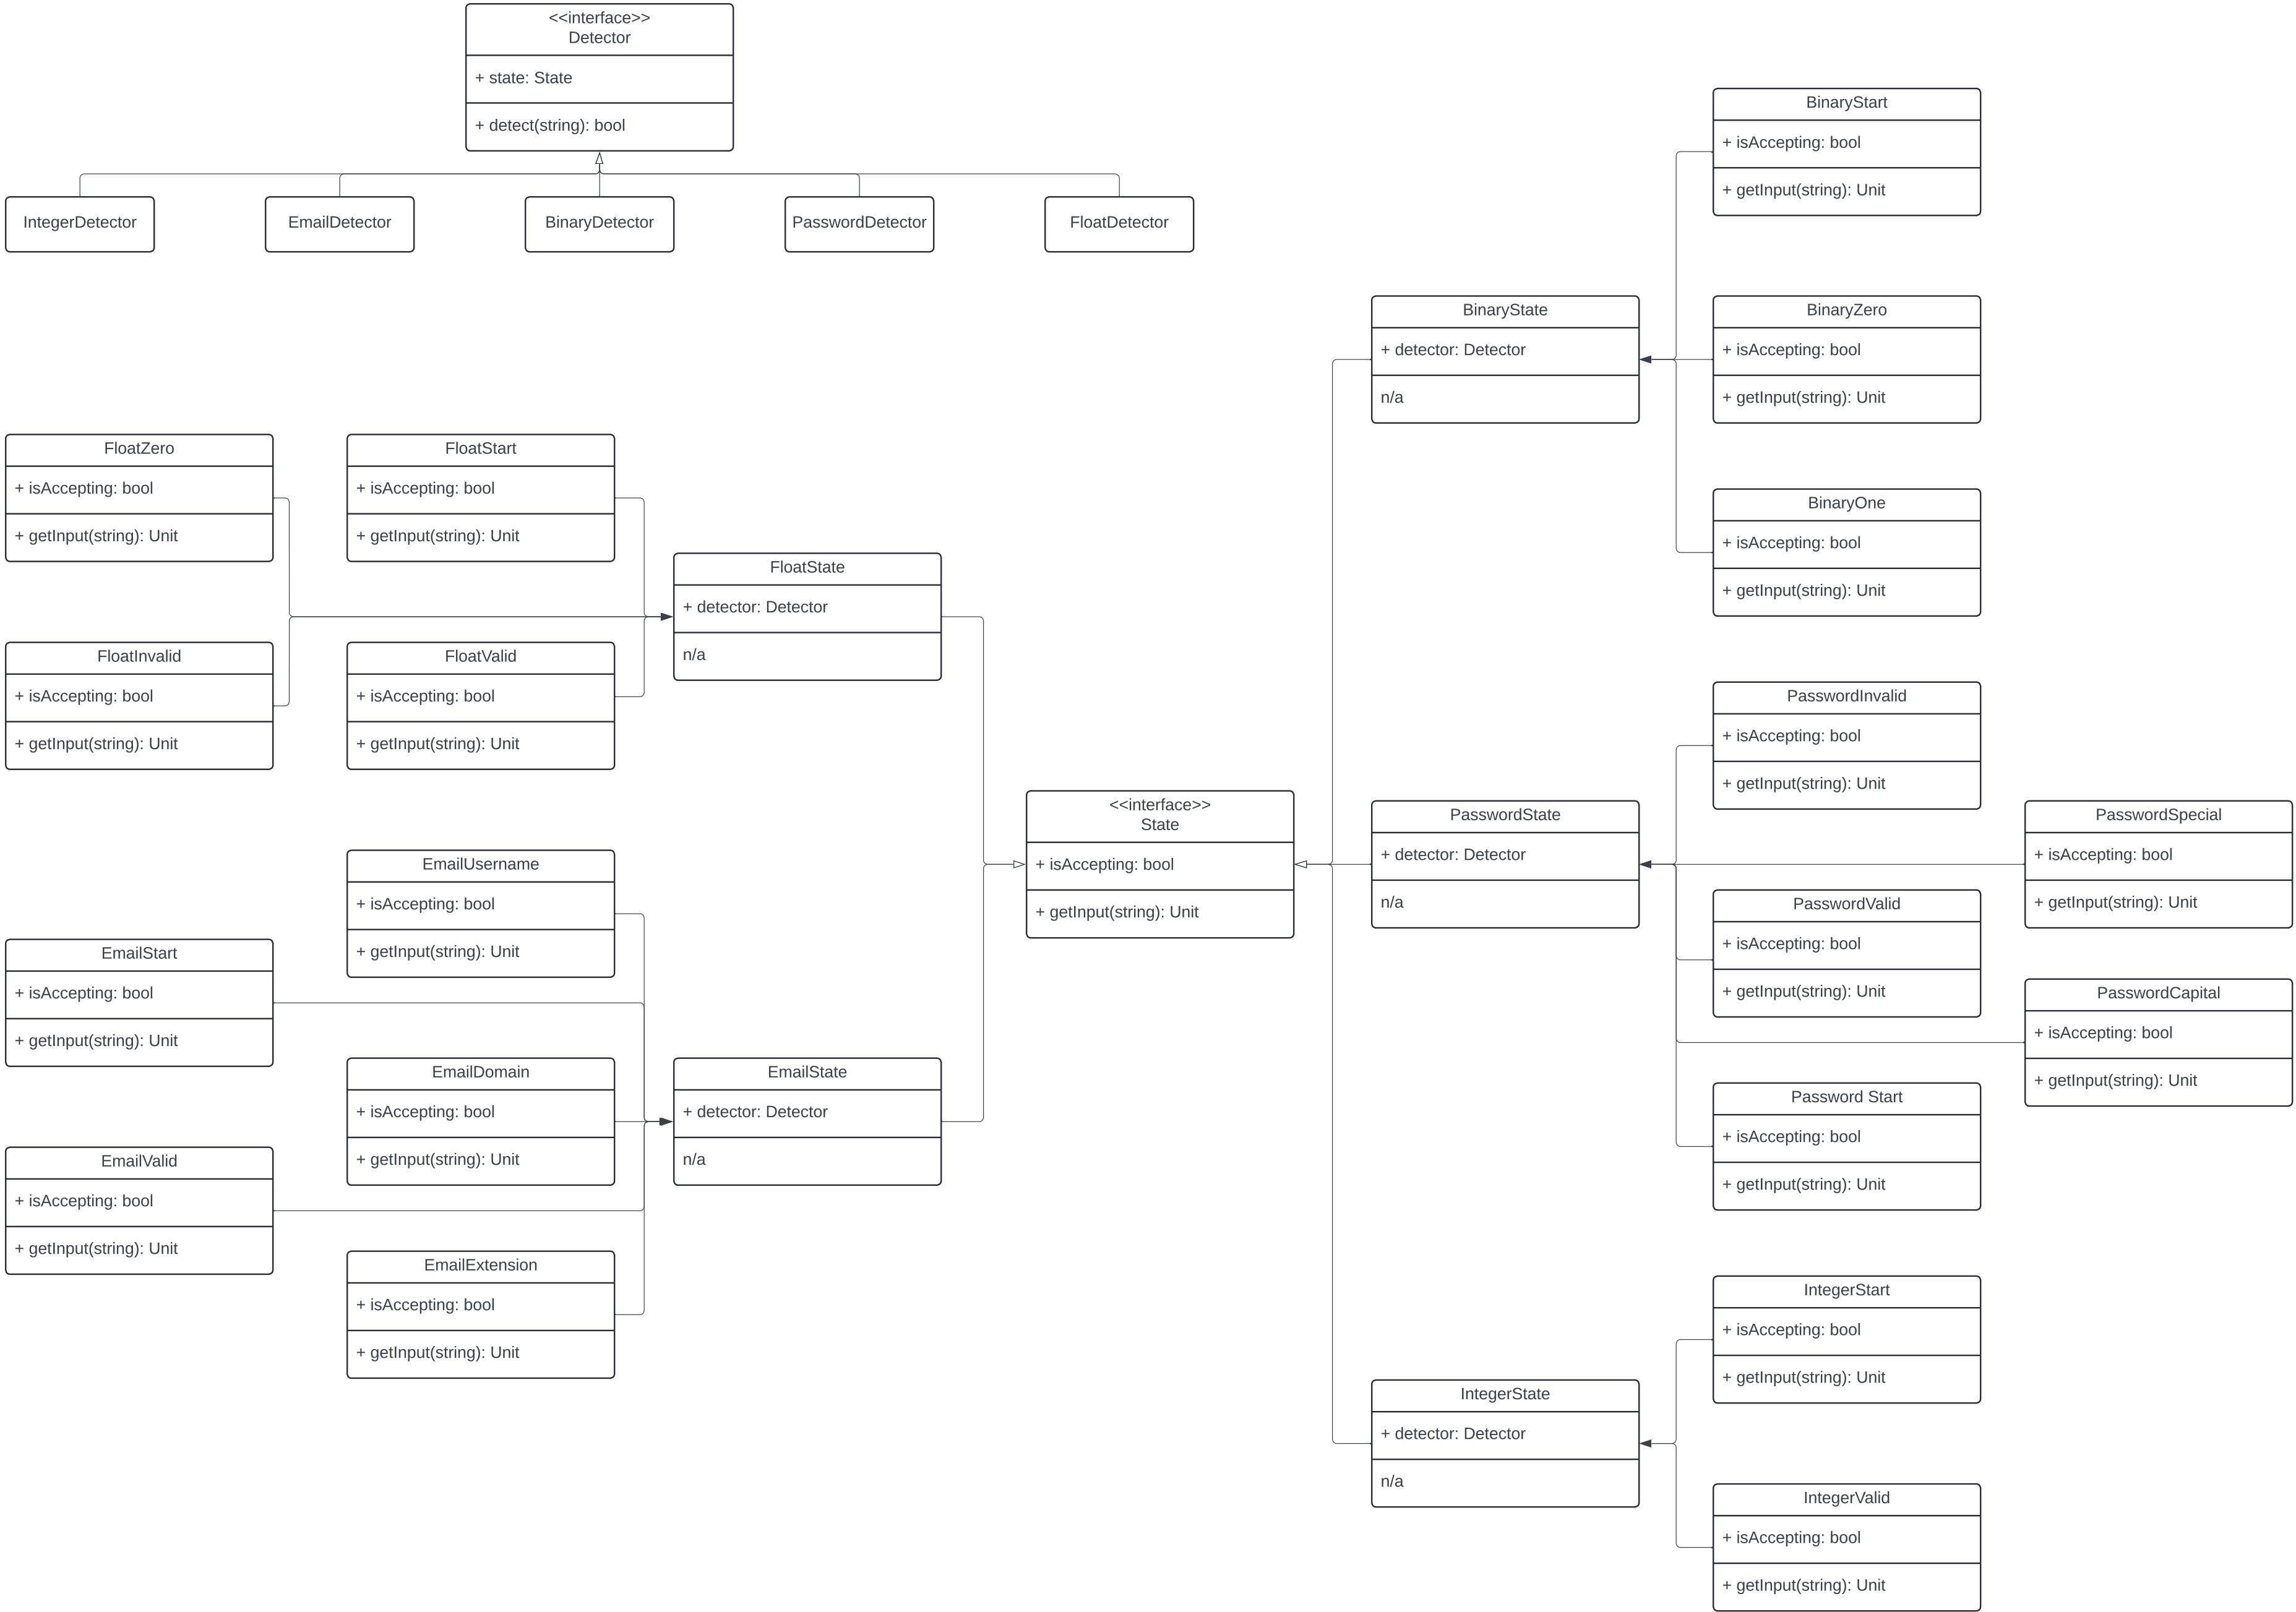 <<interface>>
Detector
+ state: State
+ detect(string): bool
IntegerDetector
EmailDetector
BinaryDetector
PasswordDetector
FloatDetector
FloatZero
+ isAccepting: bool
+ getInput(string): Unit
FloatStart
+ isAccepting: bool
+ getInput(string): Unit
FloatInvalid
+ isAccepting: bool
+ getInput(string): Unit
FloatValid
+ isAccepting: bool
+ getInput(string): Unit
FloatState
+ detector: Detector
n/a
EmailUsername
+ isAccepting: bool
+ getInput(string): Unit
EmailStart
+ isAccepting: bool
+ getInput(string): Unit
EmailDomain
+ isAccepting: bool
+ getInput(string): Unit
EmailValid
+ isAccepting: bool
+ getInput(string): Unit
EmailExtension
+ isAccepting: bool
+ getInput(string): Unit
EmailState
+ detector: Detector
n/a
<<interface>>
State
+ isAccepting: bool
+ getInput(string): Unit
BinaryState
+ detector: Detector
n/a
BinaryStart
+ isAccepting: bool
+ getInput(string): Unit
BinaryZero
+ isAccepting: bool
+ getInput(string): Unit
BinaryOne
+ isAccepting: bool
+ getInput(string): Unit
PasswordState
+ detector: Detector
n/a
PasswordInvalid
+ isAccepting: bool
+ getInput(string): Unit
PasswordSpecial
+ isAccepting: bool
+ getInput(string): Unit
PasswordValid
+ isAccepting: bool
+ getInput(string): Unit
PasswordCapital
+ isAccepting: bool
+ getInput(string): Unit
Password Start
+ isAccepting: bool
+ getInput(string): Unit
IntegerState
+ detector: Detector
n/a
IntegerStart
+ isAccepting: bool
+ getInput(string): Unit
IntegerValid
+ isAccepting: bool
+ getInput(string): Unit